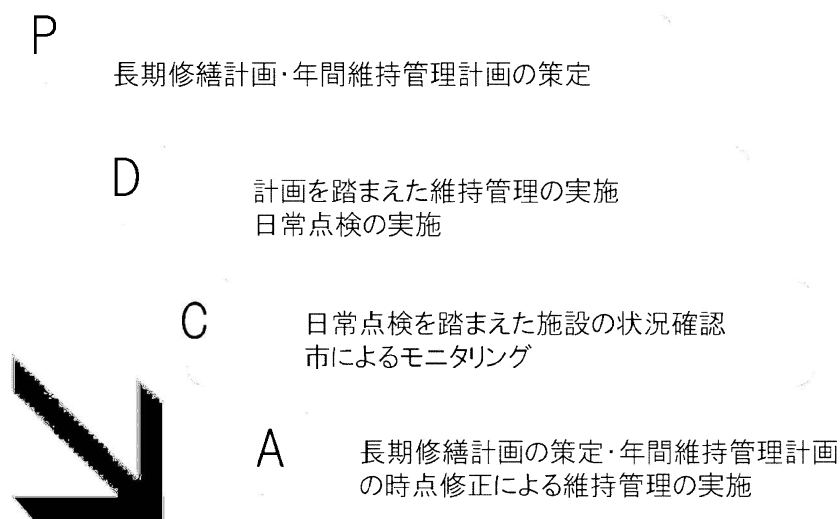 P
長期修繕計画・年間維持管理計画の策定
D
計画を踏まえた維持管理の実施
日常点検の実施
C
日常点検を踏まえた施設の状況確認
市によるモニタリング
A
長期修繕計画の策定・年間維持管理計画
の時点修正による維持管理の実施